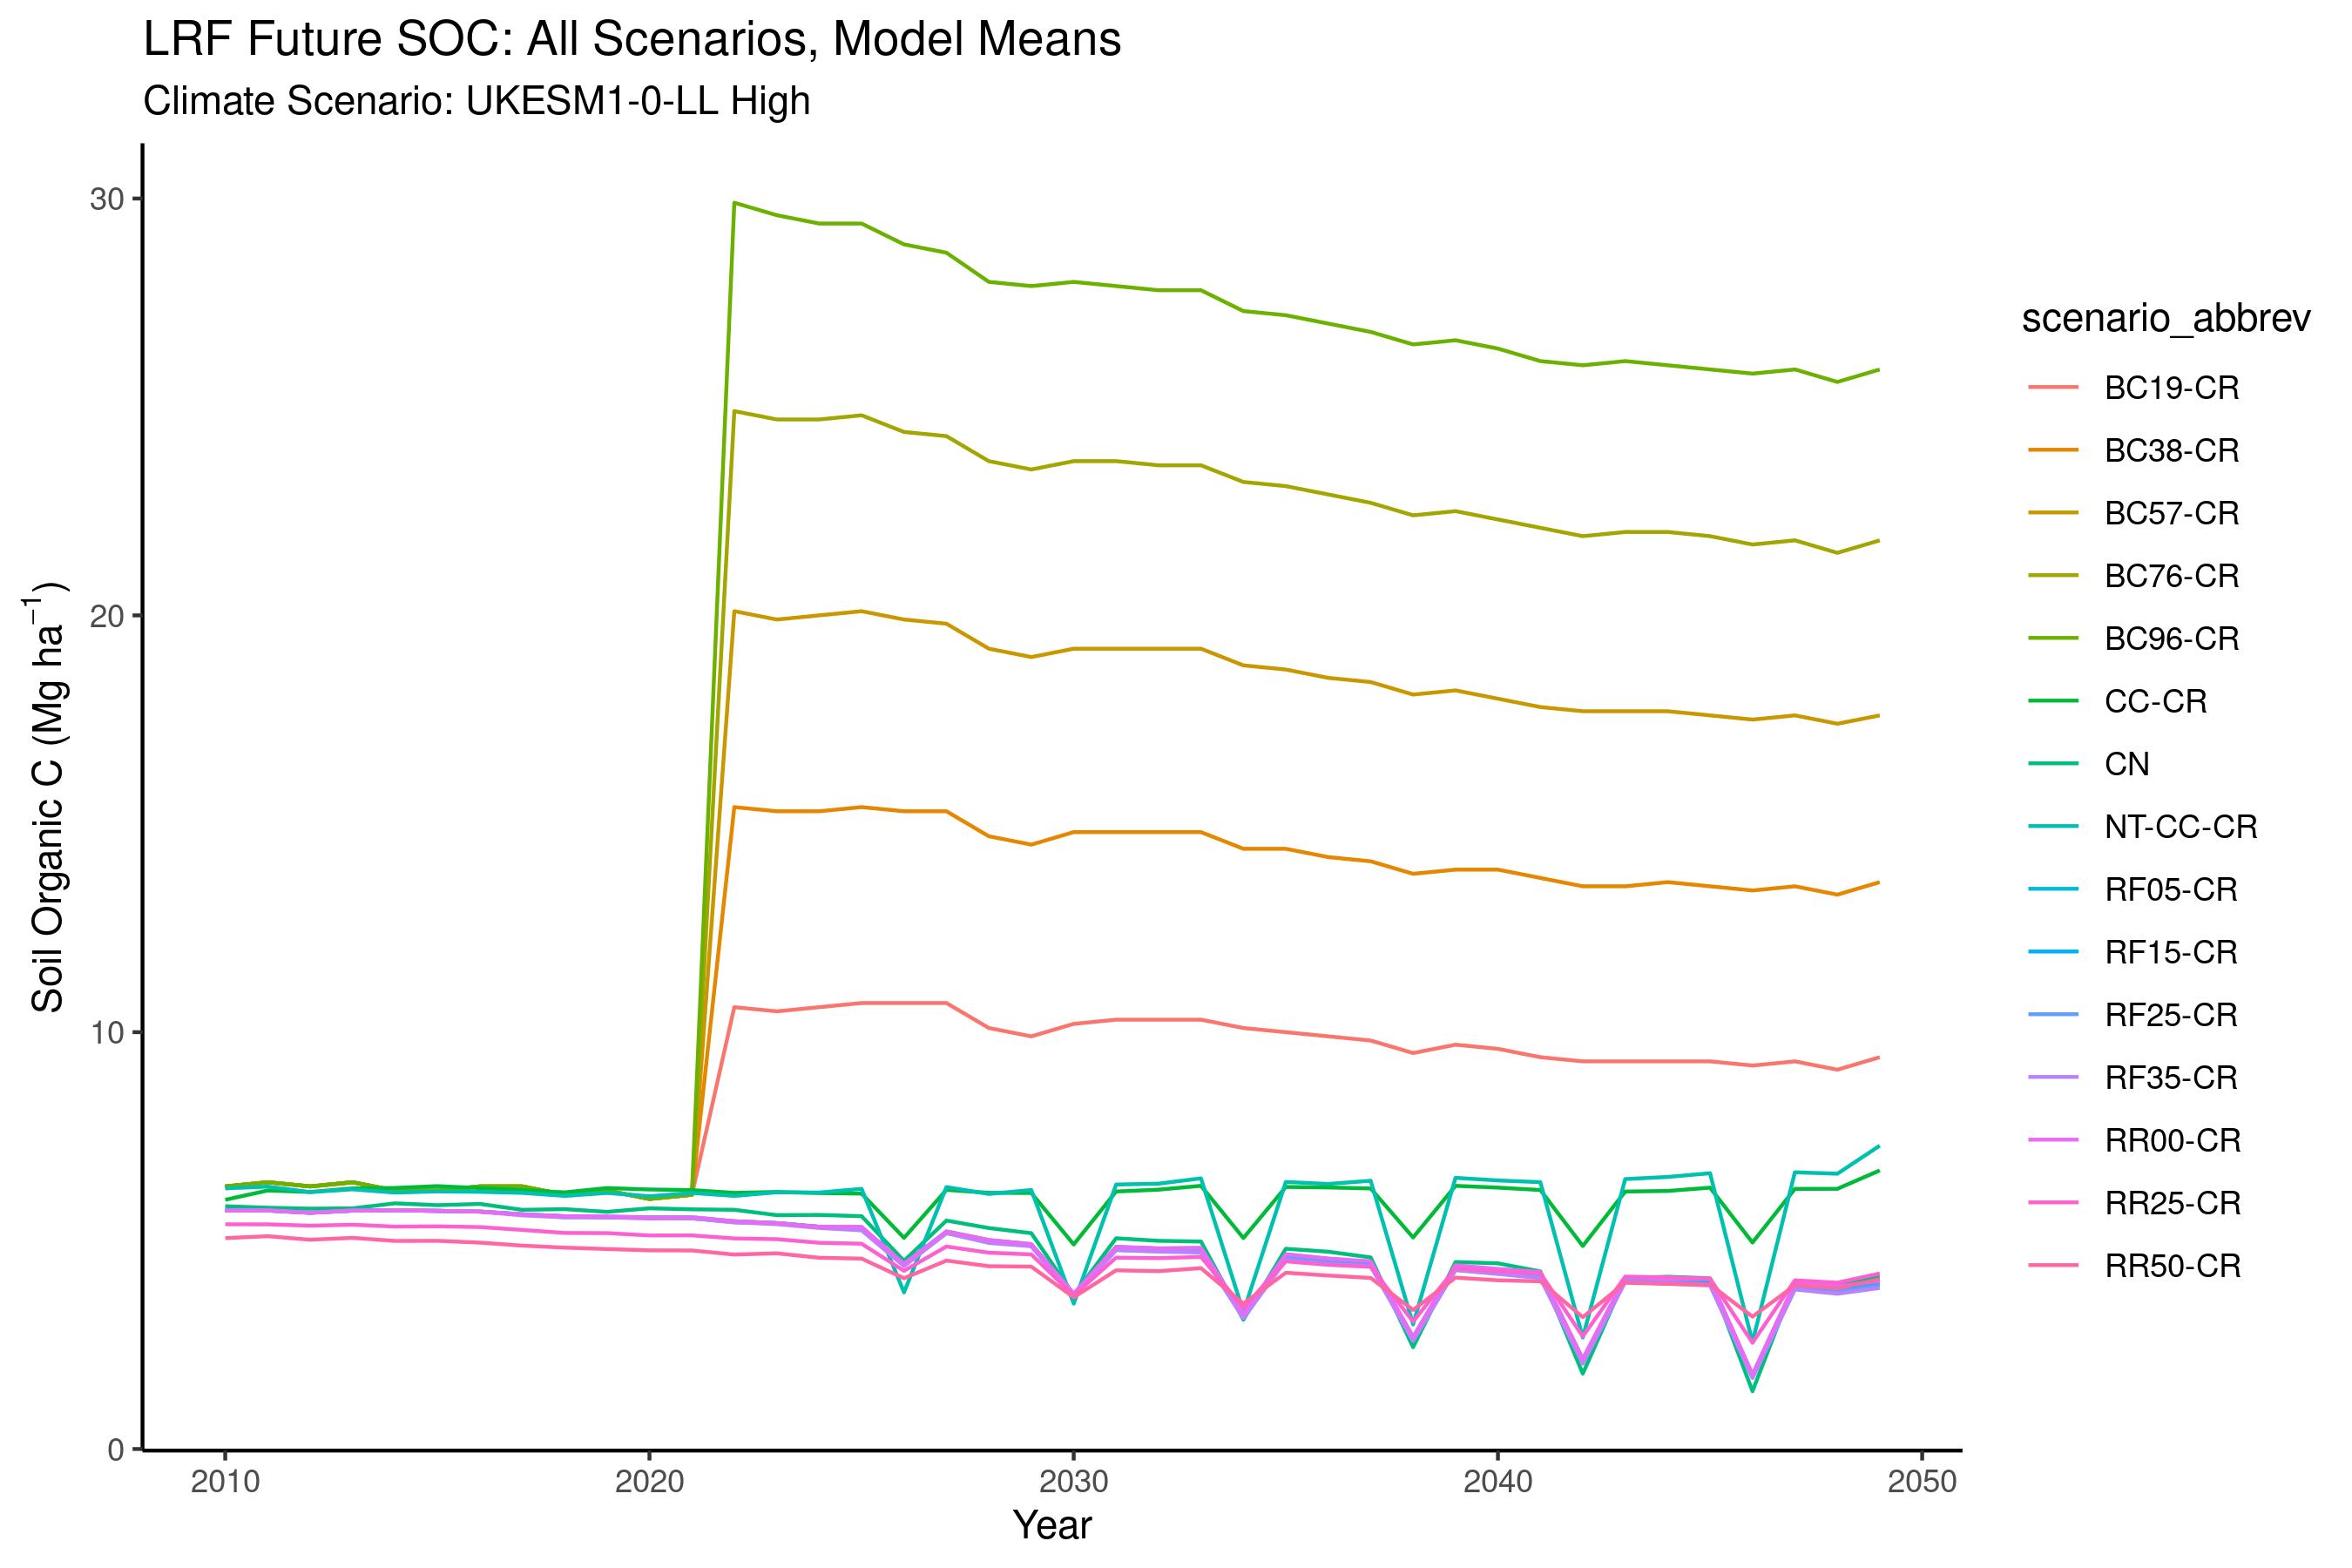 LRF Future SOC: All Scenarios, Model Means
Climate Scenario: UKESM1-0-LL High
Soil Organic C (Mg ha⁻¹)
30
20
10
0
2010 2020 2030 2040 2050
Year
scenario_abbrev
BC19-CR
BC38-CR
BC57-CR
BC76-CR
BC96-CR
CC-CR
CN
NT-CC-CR
RF05-CR
RF15-CR
RF25-CR
RF35-CR
RR00-CR
RR25-CR
RR50-CR